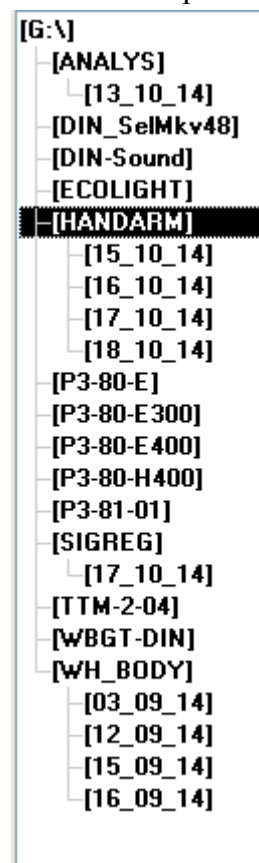 [G:\]
[ANALYS]
[13_10_14]
[DIN_SelMkv48]
[DIN-Sound]
[ECOLIGHT]
[HANDARM]
[15_10_14]
[16_10_14]
[17_10_14]
[18_10_14]
[P3-80-E]
[P3-80-E300]
[P3-80-E400]
[P3-80-H400]
[P3-81-01]
[SIGREG]
[17_10_14]
[TTM-2-04]
[WBGT-DIN]
[WH_BODY]
[03_09_14]
[12_09_14]
[15_09_14]
[16_09_14]